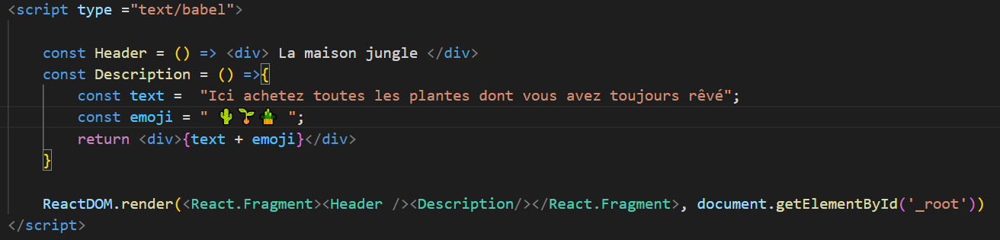 <script type ="text/babel">
const Header = () => <div> La maison jungle </div>
const Description = () =>{
const text =  "Ici achetez toutes les plantes dont vous avez toujours rêvé";
const emoji = " 🌵🌱🎍 ";
return <div>{text + emoji}</div>
}
ReactDOM.render(<React.Fragment><Header /><Description/></React.Fragment>, document.getElementById('_root'))
</script>